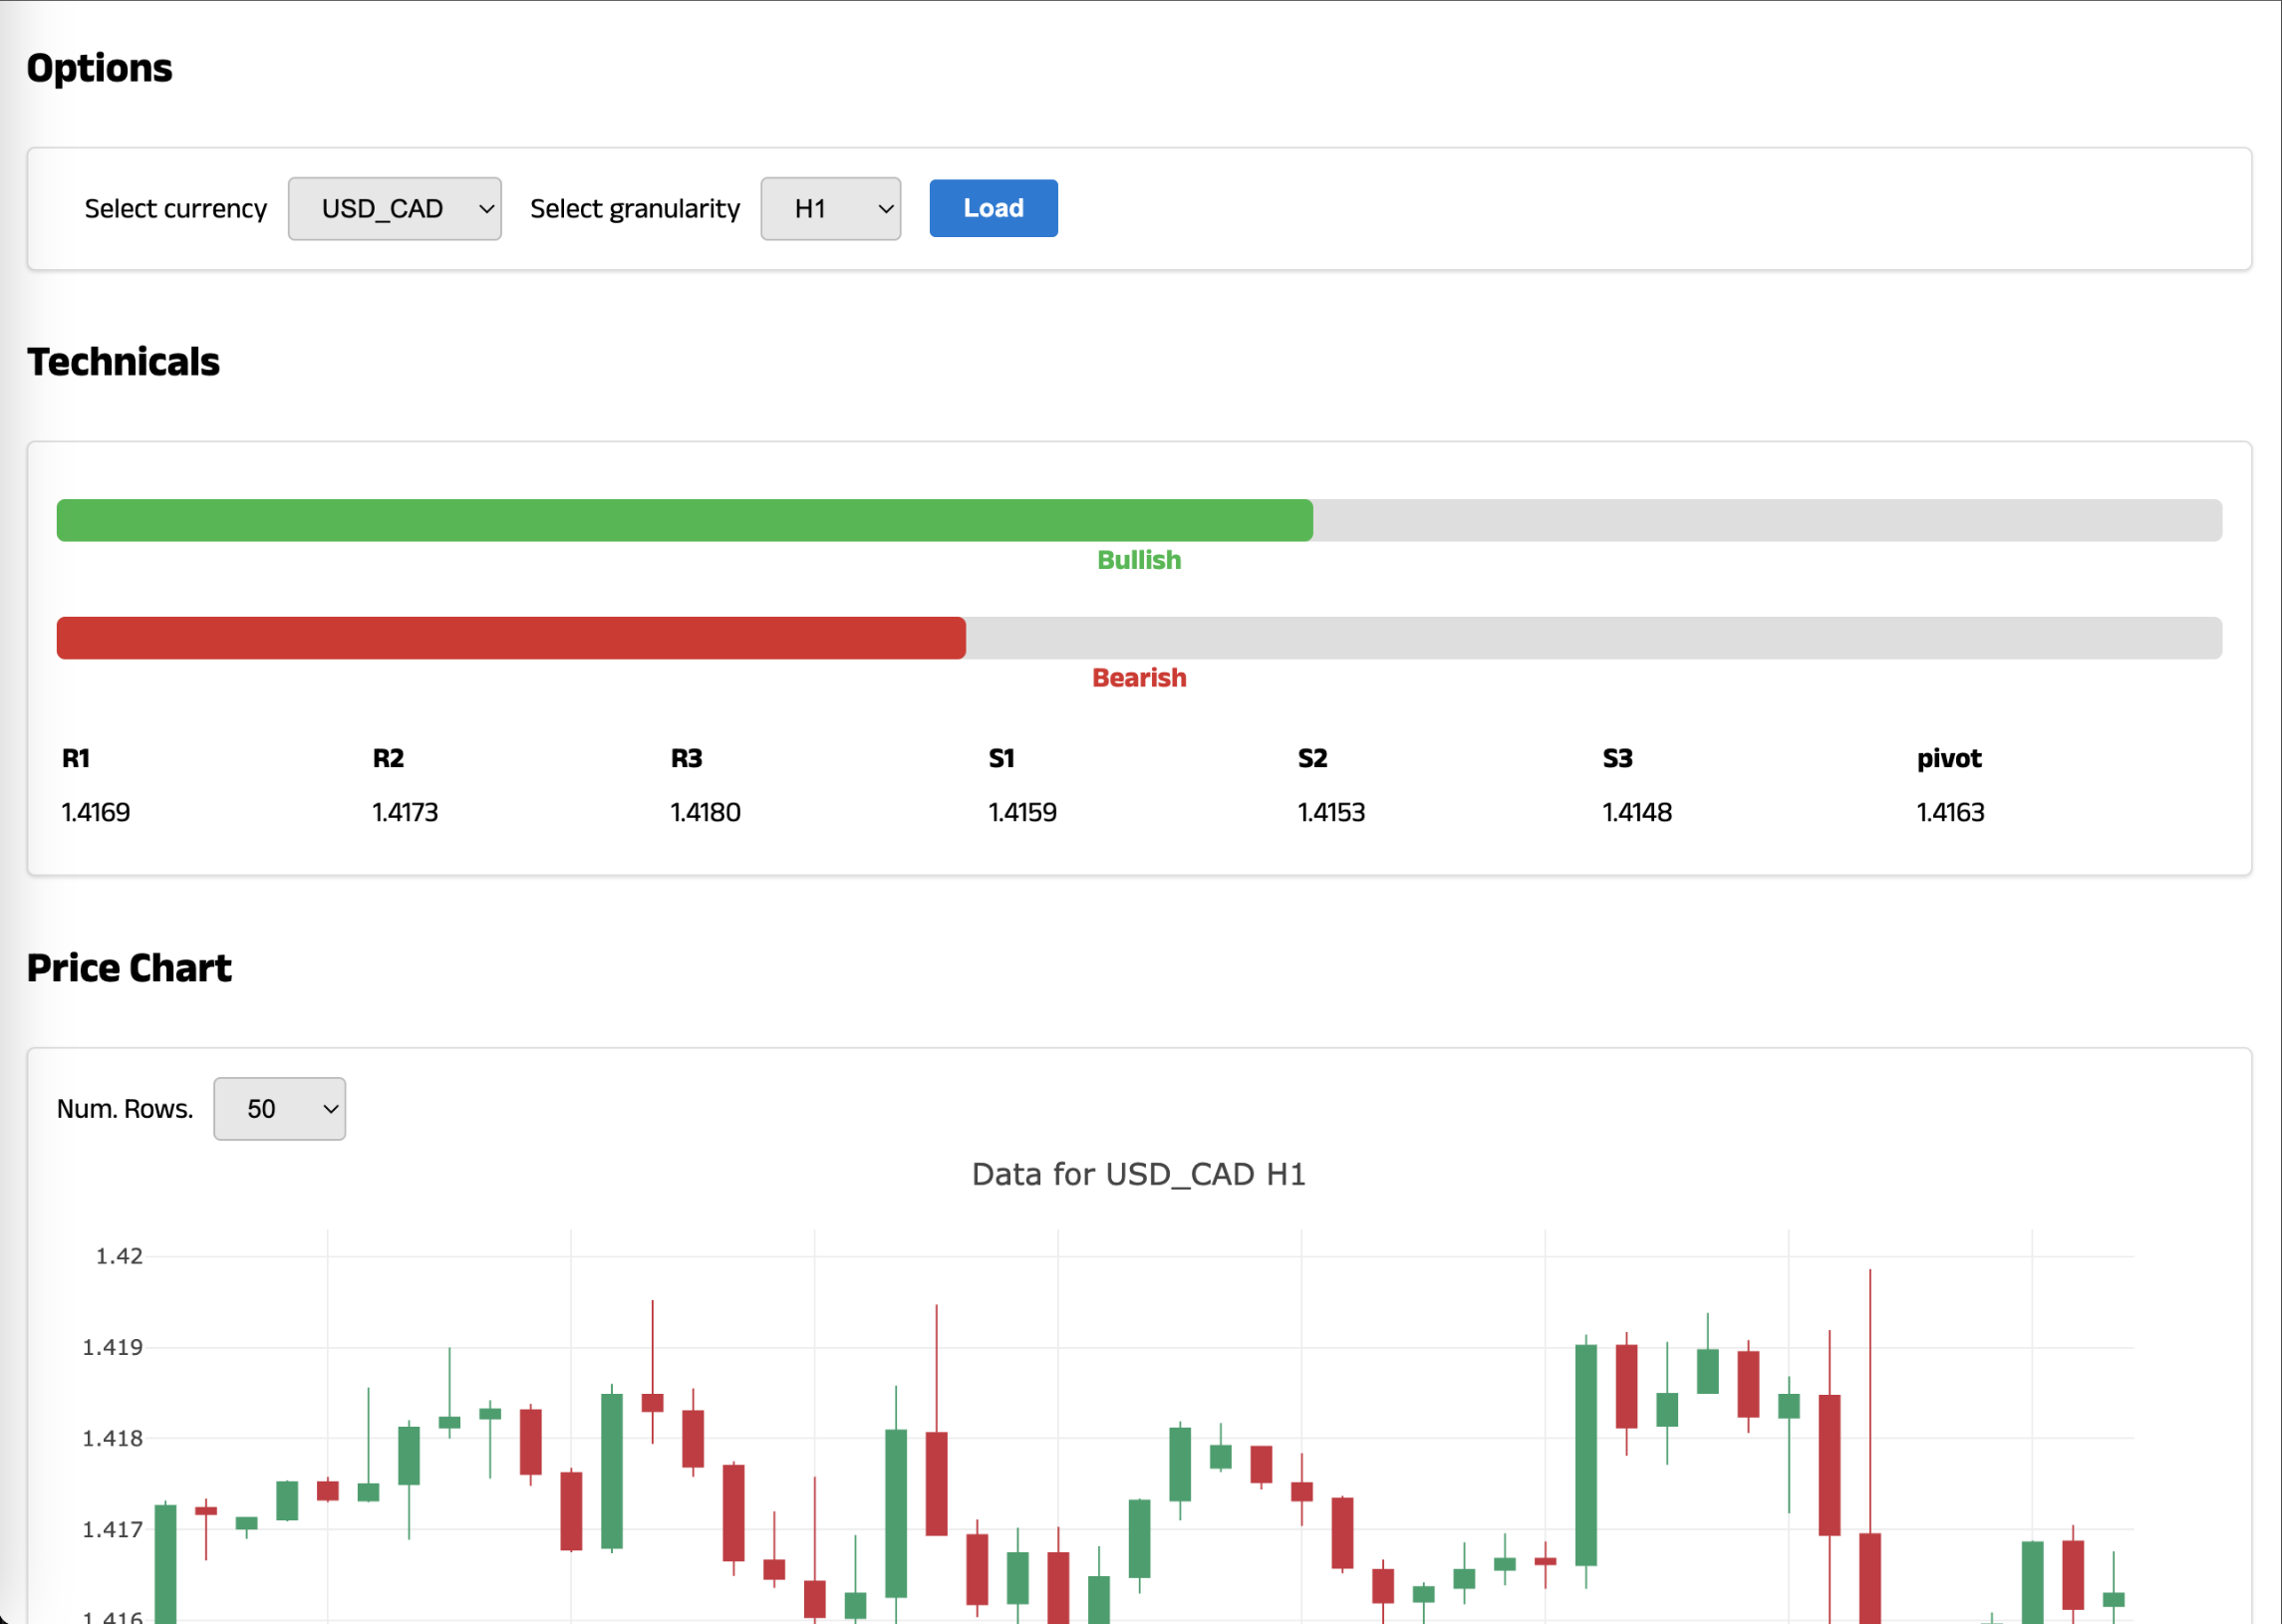 Options
Select currency USD_CAD Select granularity H1 Load
Technicals
Bullish
Bearish
R1 R2 R3 S1 S2 S3 pivot
1.4169 1.4173 1.4180 1.4159 1.4153 1.4148 1.4163
Price Chart
Num. Rows. 50
Data for USD_CAD H1
1.42
1.419
1.418
1.417
1.416